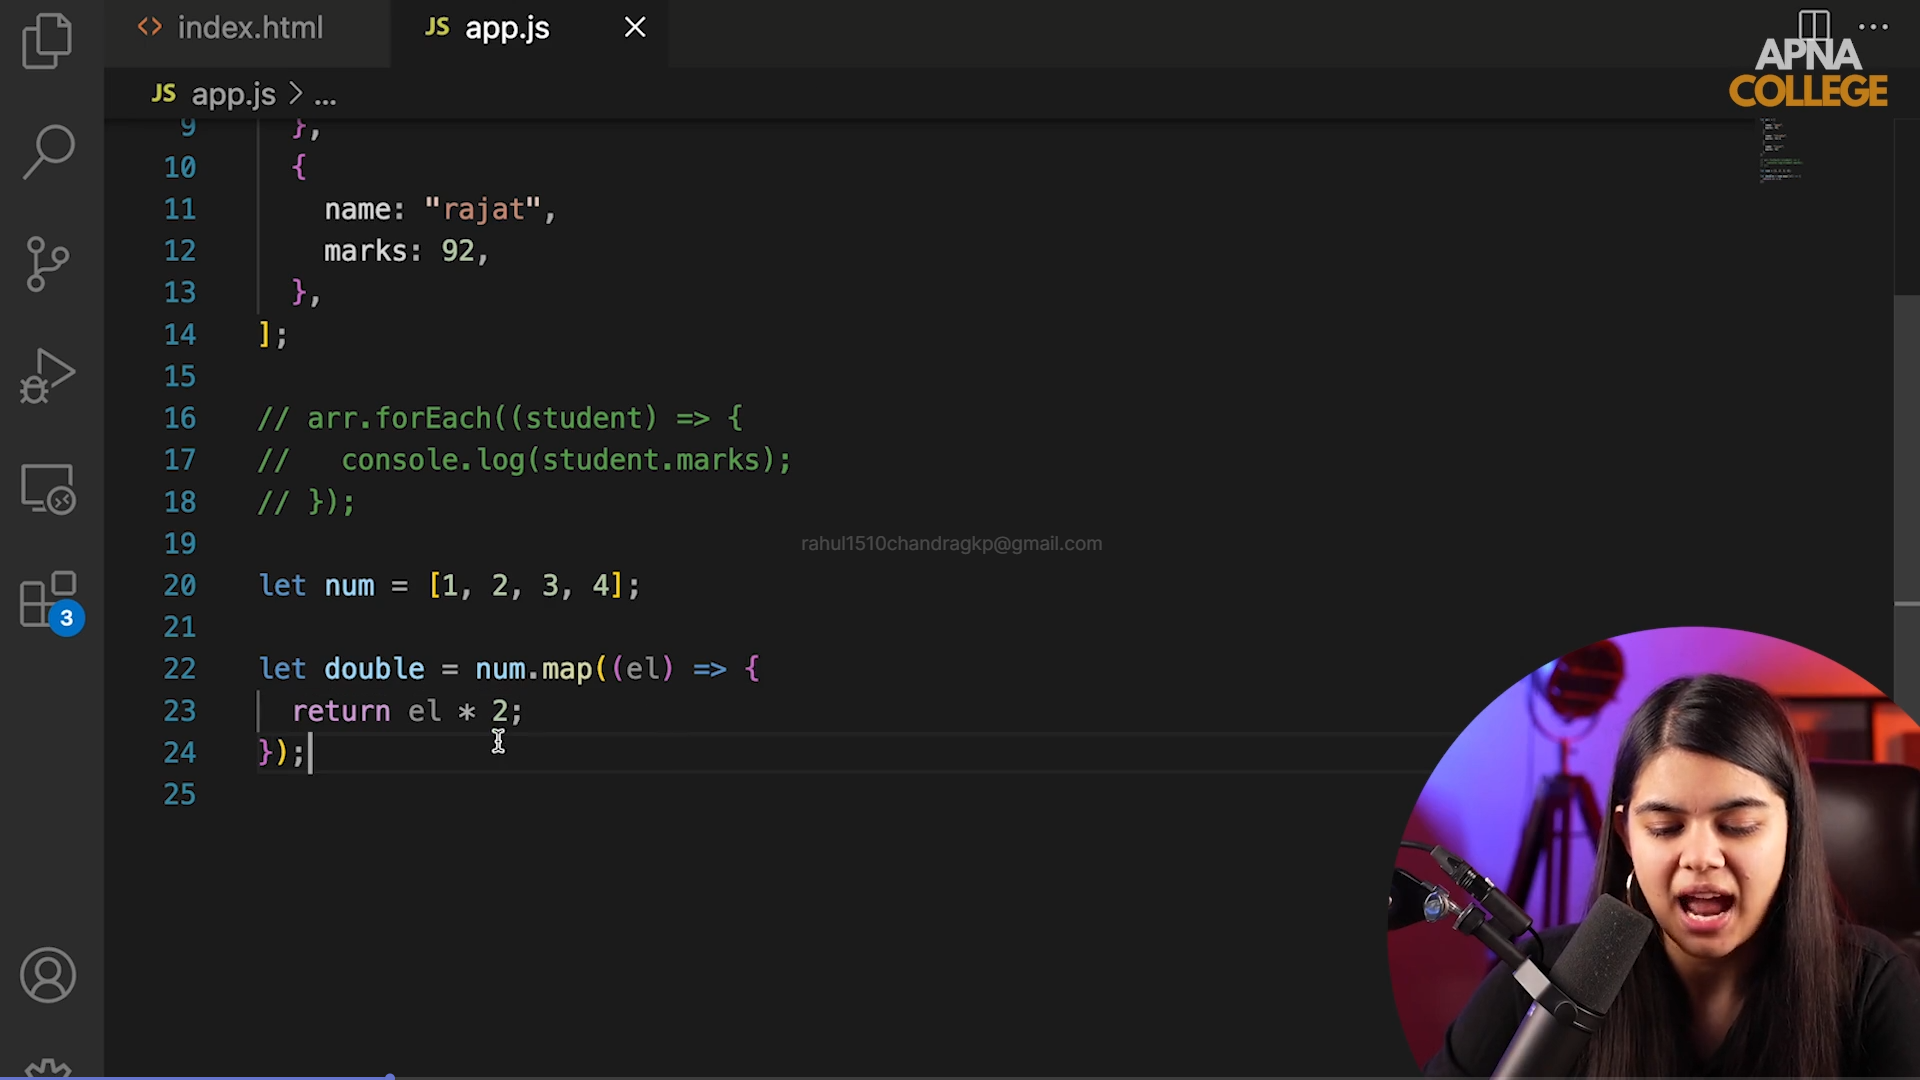 index.html
JS app.js
APNA
COLLEGE
JS app.js > ...
9 },
10 {
11 name: "rajat",
12 marks: 92,
13 },
14 ];
15
16 // arr.forEach((student) => {
17 //   console.log(student.marks);
18 // });
19
rahul1510chandragkp@gmail.com
20 let num = [1, 2, 3, 4];
21
22 let double = num.map((el) => {
23 return el * 2;
24 });
25
3